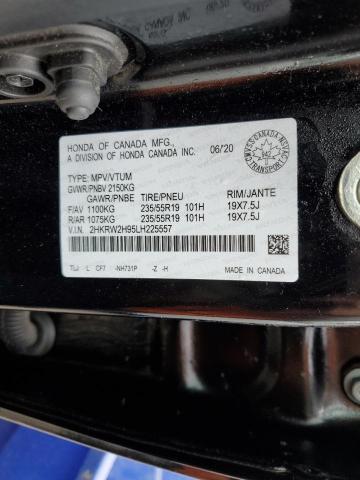 HONDA OF CANADA MFG.,
A DIVISION OF HONDA CANADA INC. 06/20
TYPE: MPV/VTUM
GVWR/PNBV 2150KG
GAWR/PNBE TIRE/PNEU RIM/JANTE
F/AV 1100KG 235/55R19 101H 19X7.5J
R/AR 1075KG 235/55R19 101H 19X7.5J
V.I.N. 2HKRW2H95LH225557
-L CF7 -NH731P -Z -H MADE IN CANADA